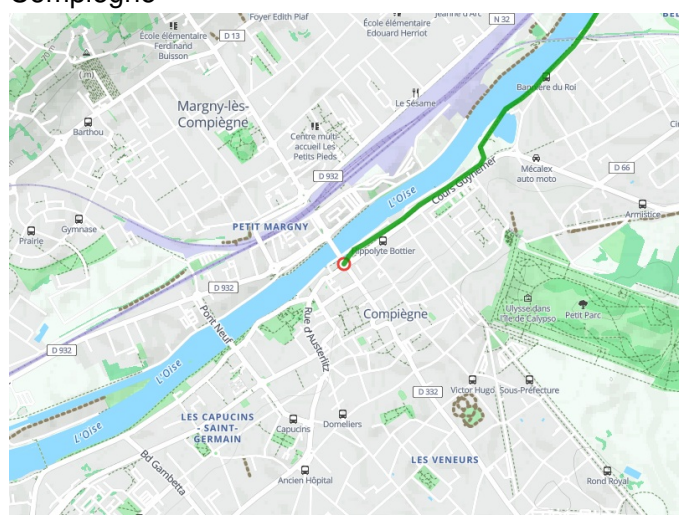 Compiègne
Foyer Edith Piaf
École élémentaire
Ferdinand
Buisson
D 13
École élémentaire
Edouard Herriot
Jeanne d'Arc
N 32
20 m
(m)
Barthou
Margny-lès-
Compiègne
Le Sésame
Bannière du Roi
Centre multi-
accueil Les
Petits Pieds
D 932
L'Oise
Cours Guynemer
Mécalex
auto moto
D 66
Armistice
Gymnase
Prairie
PETIT MARGNY
Hippolyte Bottier
D 932
Pont Neuf
Rue d'Austerlitz
Compiègne
Ulysse dans
l'Île de Calypso
Petit Parc
D 932
L'Oise
L'Oise
D 332
Victor Hugo
Sous-Préfecture
LES CAPUCINS
- SAINT-
GERMAIN
Capucins
Domeliers
Bd Gambetta
LES VENEURS
Ancien Hôpital
Rond Royal